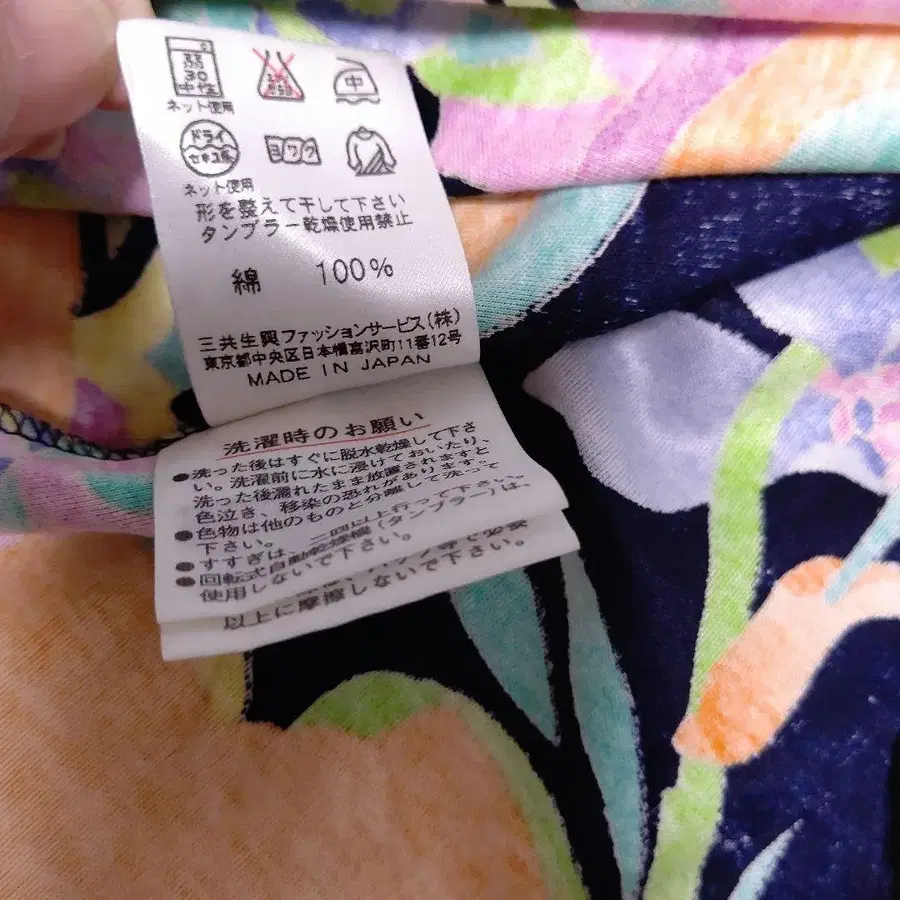 弱
30
中性
中
ネット使用
ドライ
セキユ系
ヨワク
ネット使用
形を整えて干して下さい
タンブラー乾燥使用禁止
綿 100%
三共生興ファッションサービス(株)
東京都中央区日本橋富沢町11番12号
MADE IN JAPAN
洗濯時のお願い
●洗った後はすぐに脱水乾燥して下さ
い。洗濯前に水に浸けておいたり、
洗った後濡れたまま放置されますと
色泣き、移染の恐れがあります。
●色物は他のものと分離して洗って
下さい。
●すすぎは、二回以上行って下さい。
●回転式自動乾燥機(タンブラー)は、
使用しないで下さい。
以上に摩擦しないで下さい。